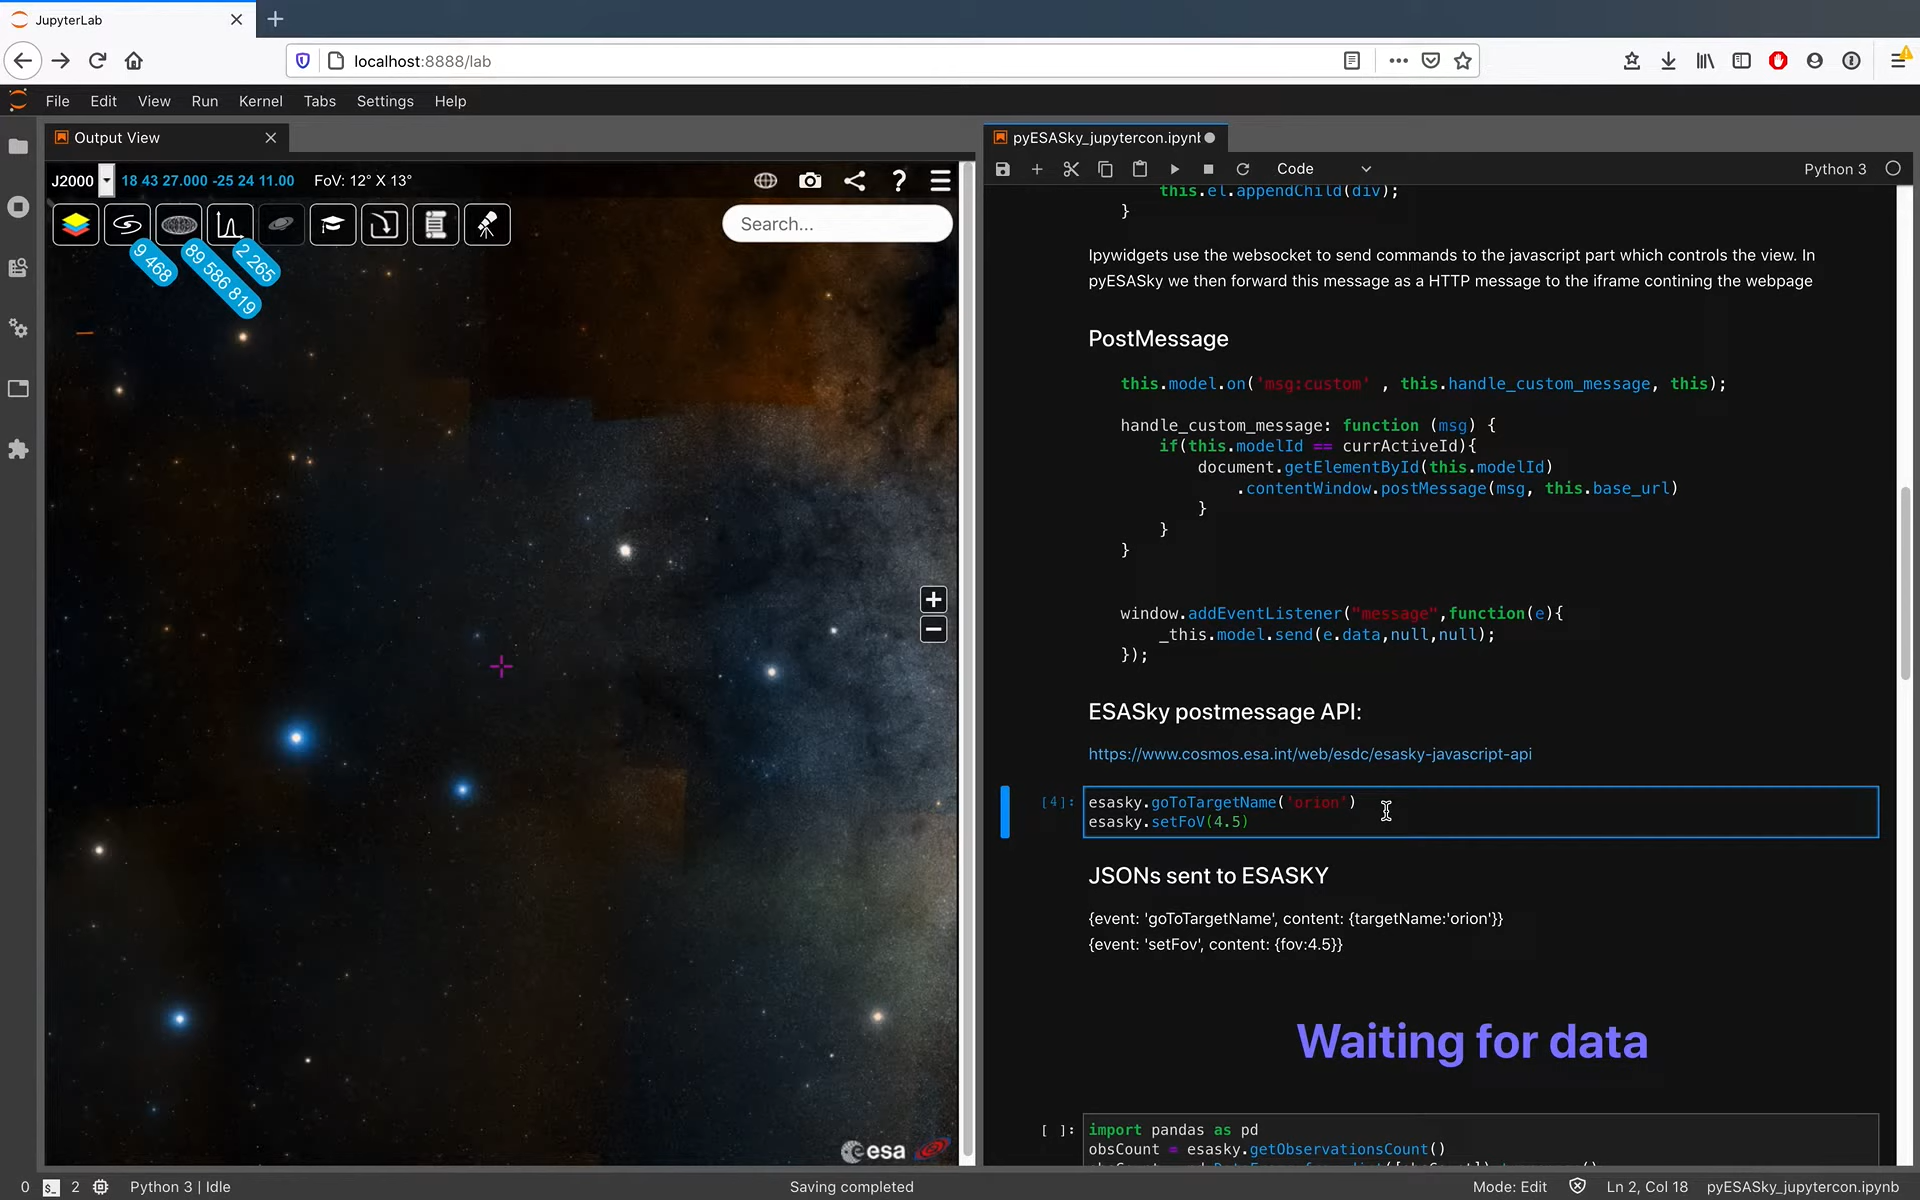 JupyterLab
localhost:8888/lab
File Edit View Run Kernel Tabs Settings Help
Output View
pyESASky_jupytercon.ipynb
J2000 18 43 27.000 -25 24 11.00 FoV: 12° X 13°
Code Python 3
Search...
9 468
89 586 819
2 265
esa
this.el.appendChild(div);
}
Ipywidgets use the websocket to send commands to the javascript part which controls the view. In
pyESASky we then forward this message as a HTTP message to the iframe contining the webpage
PostMessage
this.model.on('msg:custom' , this.handle_custom_message, this);
handle_custom_message: function (msg) {
if(this.modelId == currActiveId){
document.getElementById(this.modelId)
.contentWindow.postMessage(msg, this.base_url)
}
}
}
window.addEventListener("message",function(e){
_this.model.send(e.data,null,null);
});
ESASky postmessage API:
https://www.cosmos.esa.int/web/esdc/esasky-javascript-api
[4]: esasky.goToTargetName('orion')
esasky.setFoV(4.5)
JSONs sent to ESASKY
{event: 'goToTargetName', content: {targetName:'orion'}}
{event: 'setFov', content: {fov:4.5}}
Waiting for data
[ ]: import pandas as pd
obsCount = esasky.getObservationsCount()
0 2 Python 3 | Idle Saving completed Mode: Edit Ln 2, Col 18 pyESASky_jupytercon.ipynb